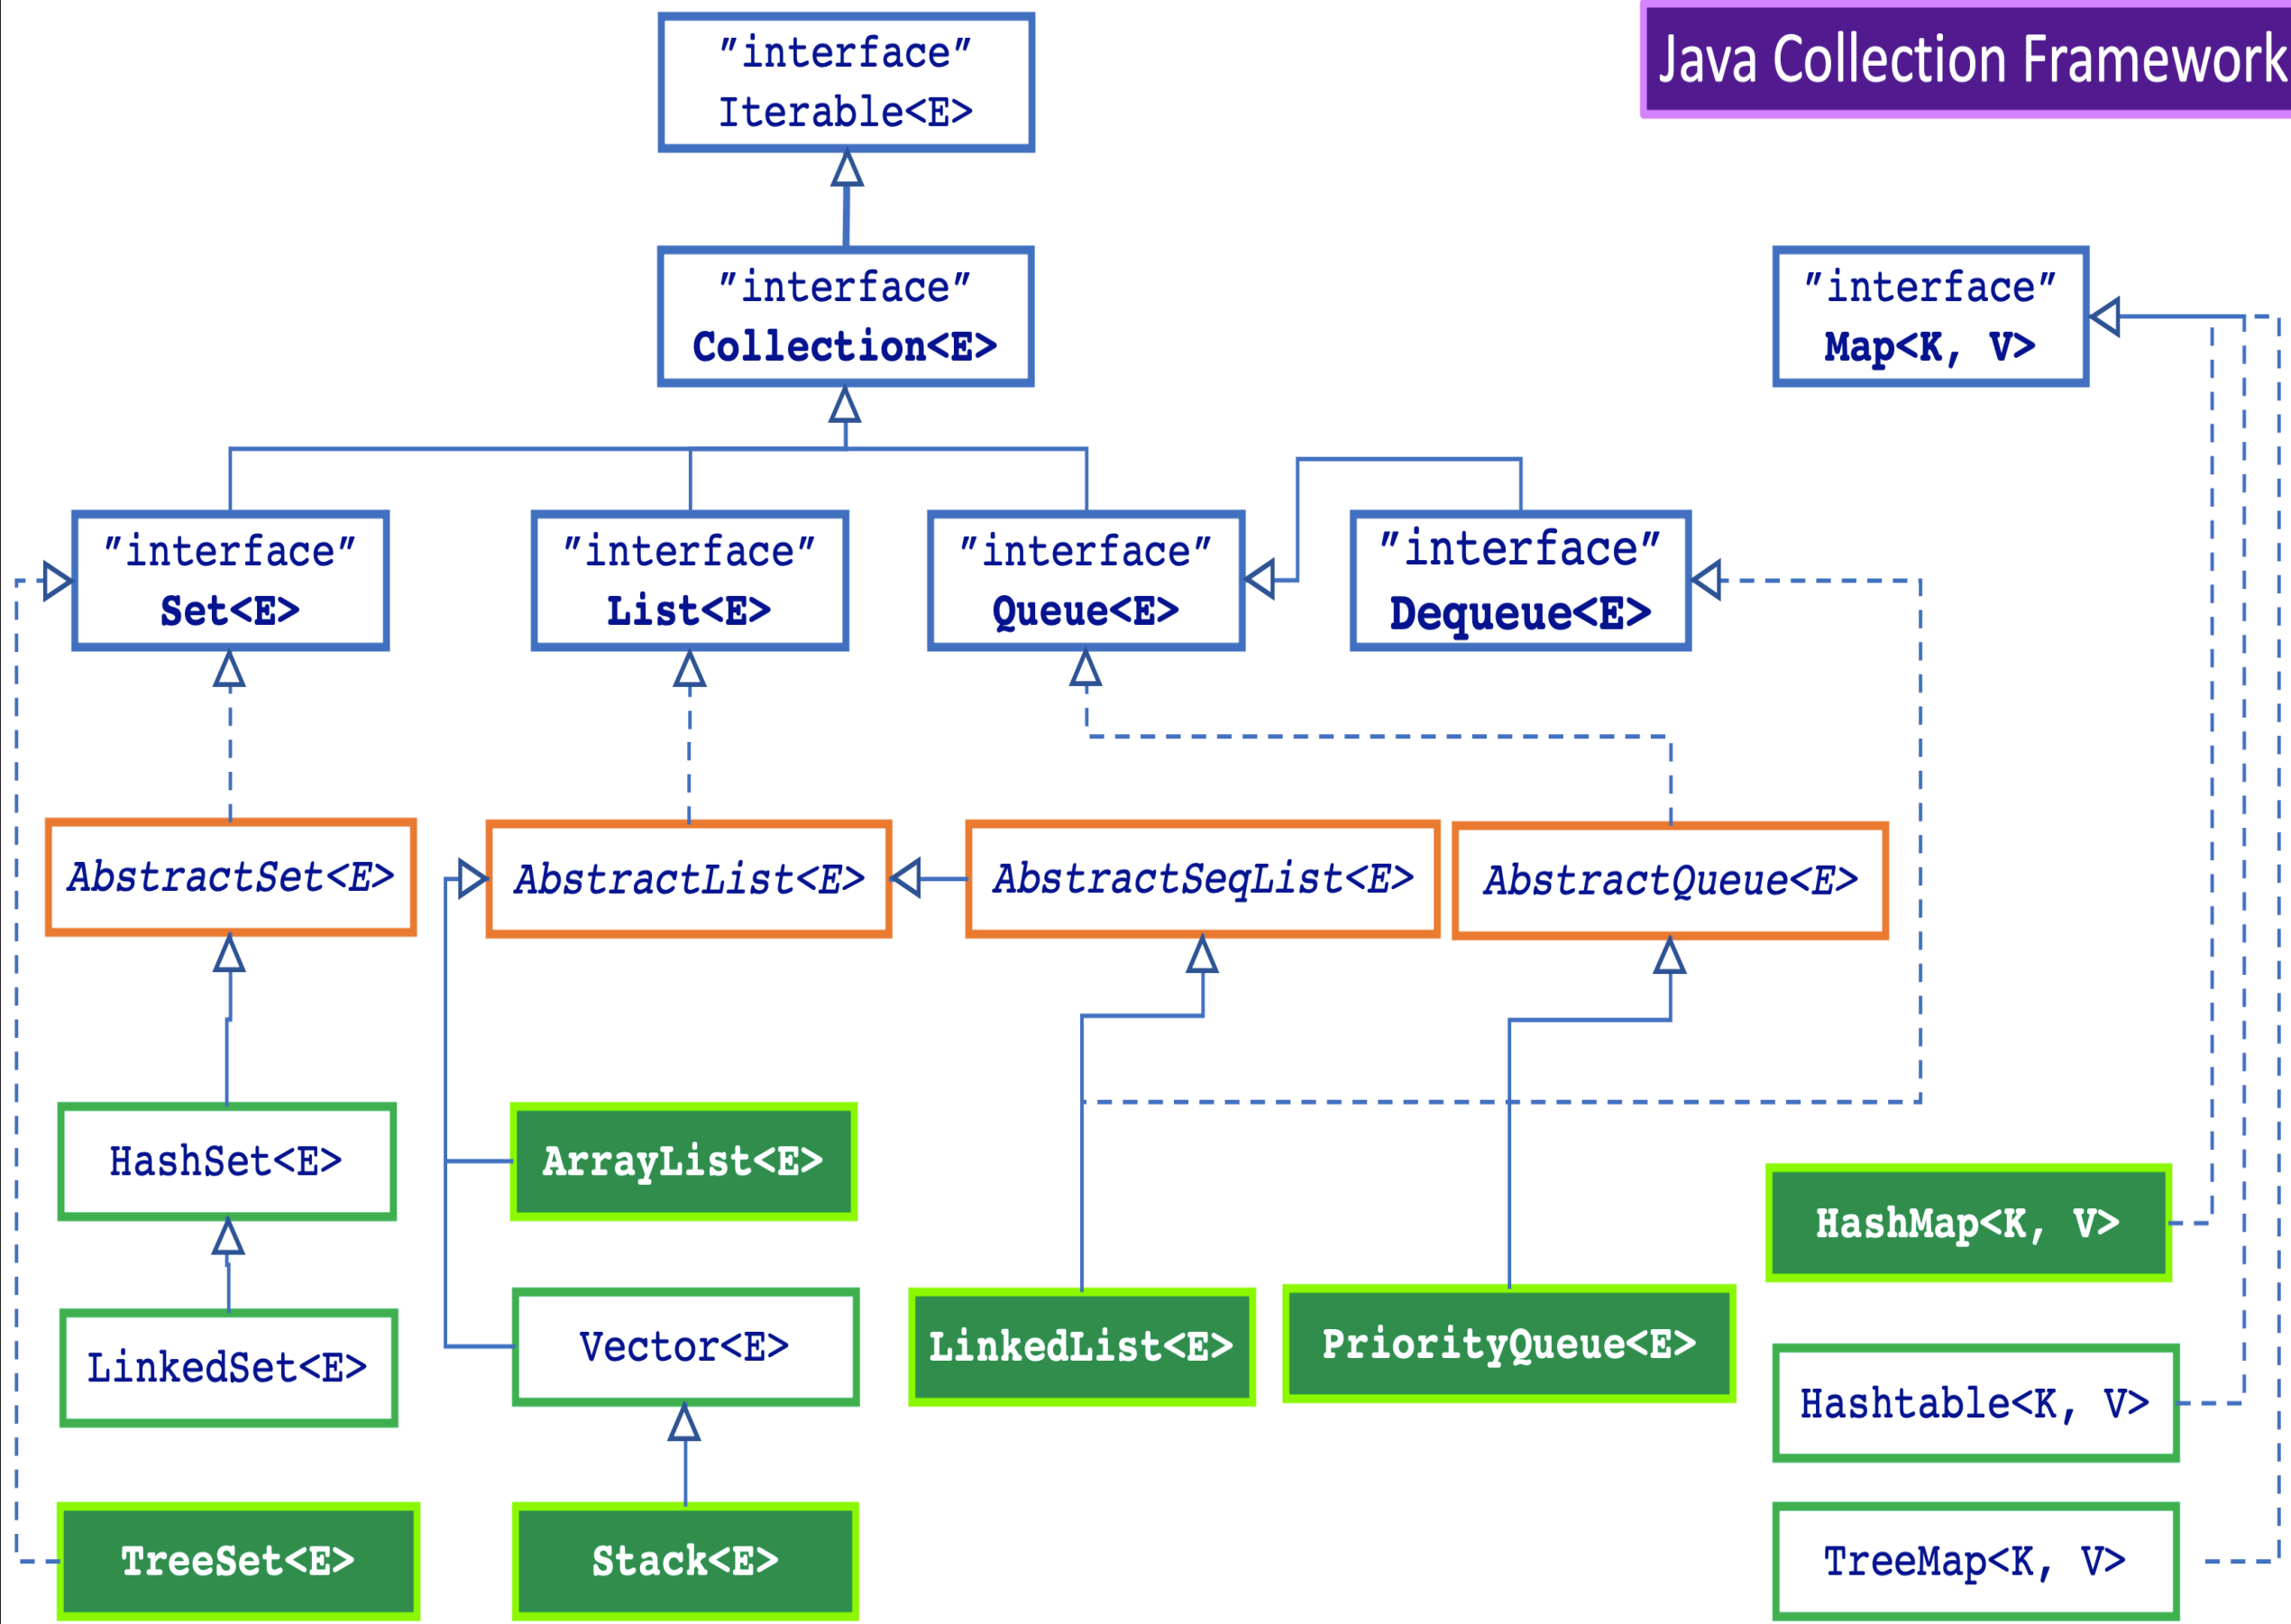 Java Collection Framework
"interface"
Iterable<E>
"interface"
Collection<E>
"interface"
Map<K, V>
"interface"
Set<E>
"interface"
List<E>
"interface"
Queue<E>
"interface"
Dequeue<E>
AbstractSet<E>
AbstractList<E>
AbstractSeqList<E>
AbstractQueue<E>
HashSet<E>
ArrayList<E>
HashMap<K, V>
LinkedSet<E>
Vector<E>
LinkedList<E>
PriorityQueue<E>
Hashtable<K, V>
TreeSet<E>
Stack<E>
TreeMap<K, V>